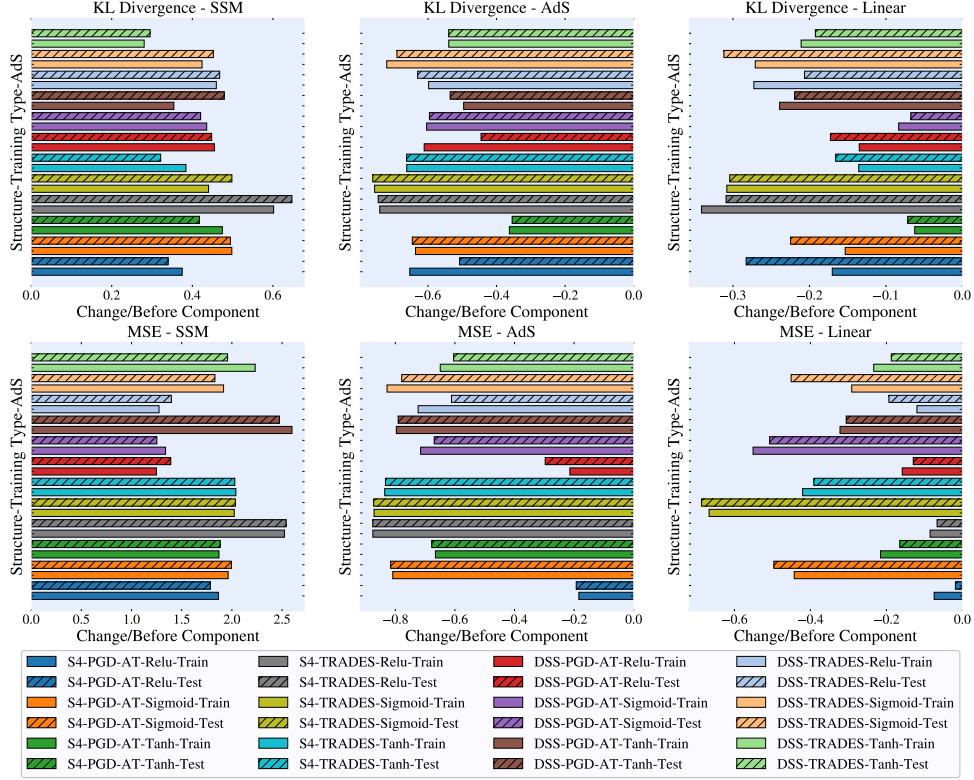 KL Divergence - SSM
KL Divergence - AdS
KL Divergence - Linear
Structure-Training Type-AdS
Structure-Training Type-AdS
Structure-Training Type-AdS
0.0 0.2 0.4 0.6
−0.6 −0.4 −0.2 0.0
−0.3 −0.2 −0.1 0.0
Change/Before Component
Change/Before Component
Change/Before Component
MSE - SSM
MSE - AdS
MSE - Linear
Structure-Training Type-AdS
Structure-Training Type-AdS
Structure-Training Type-AdS
0.0 0.5 1.0 1.5 2.0 2.5
−0.8 −0.6 −0.4 −0.2 0.0
−0.6 −0.4 −0.2 0.0
Change/Before Component
Change/Before Component
Change/Before Component
S4-PGD-AT-Relu-Train
S4-PGD-AT-Relu-Test
S4-PGD-AT-Sigmoid-Train
S4-PGD-AT-Sigmoid-Test
S4-PGD-AT-Tanh-Train
S4-PGD-AT-Tanh-Test
S4-TRADES-Relu-Train
S4-TRADES-Relu-Test
S4-TRADES-Sigmoid-Train
S4-TRADES-Sigmoid-Test
S4-TRADES-Tanh-Train
S4-TRADES-Tanh-Test
DSS-PGD-AT-Relu-Train
DSS-PGD-AT-Relu-Test
DSS-PGD-AT-Sigmoid-Train
DSS-PGD-AT-Sigmoid-Test
DSS-PGD-AT-Tanh-Train
DSS-PGD-AT-Tanh-Test
DSS-TRADES-Relu-Train
DSS-TRADES-Relu-Test
DSS-TRADES-Sigmoid-Train
DSS-TRADES-Sigmoid-Test
DSS-TRADES-Tanh-Train
DSS-TRADES-Tanh-Test